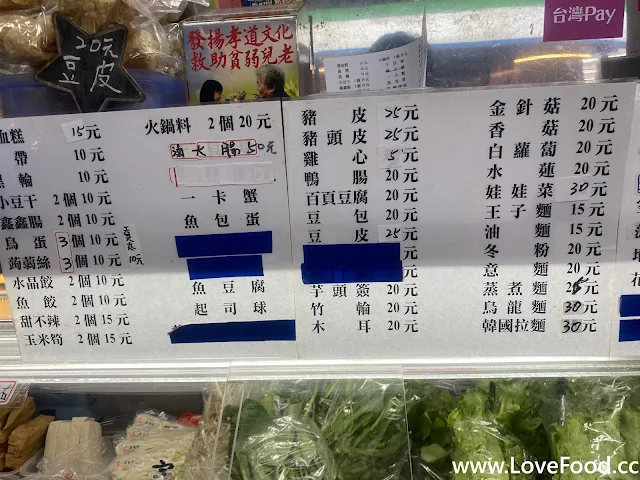 20元
豆皮
發揚孝道文化
救助貧弱兒老
台灣Pay
血糕 15元
帶 10元
黑輪 10元
小豆干 2個10元
鑫鑫腸 2個10元
鳥蛋 3個10元
蒟蒻絲 3個10元
水晶餃 2個10元
魚餃 2個10元
甜不辣 2個15元
玉米筍 2個15元
10元
火鍋料 2個20元
滷大腸 50元
一卡蟹
魚包蛋
魚豆腐
起司球
豬皮 25元
豬頭皮 25元
雞心 5元
鴨腸 20元
百頁豆腐 20元
豆包 20元
豆皮 25元
芋頭簽 20元
竹輪 20元
木耳 20元
金針菇 20元
香菇 20元
白蘿蔔 20元
水蓮 20元
娃娃菜 30元
王子麵 15元
油麵 15元
冬粉 20元
意麵 20元
蒸煮麵 25元
烏龍麵 30元
韓國拉麵 30元
www.LoveFood.cc